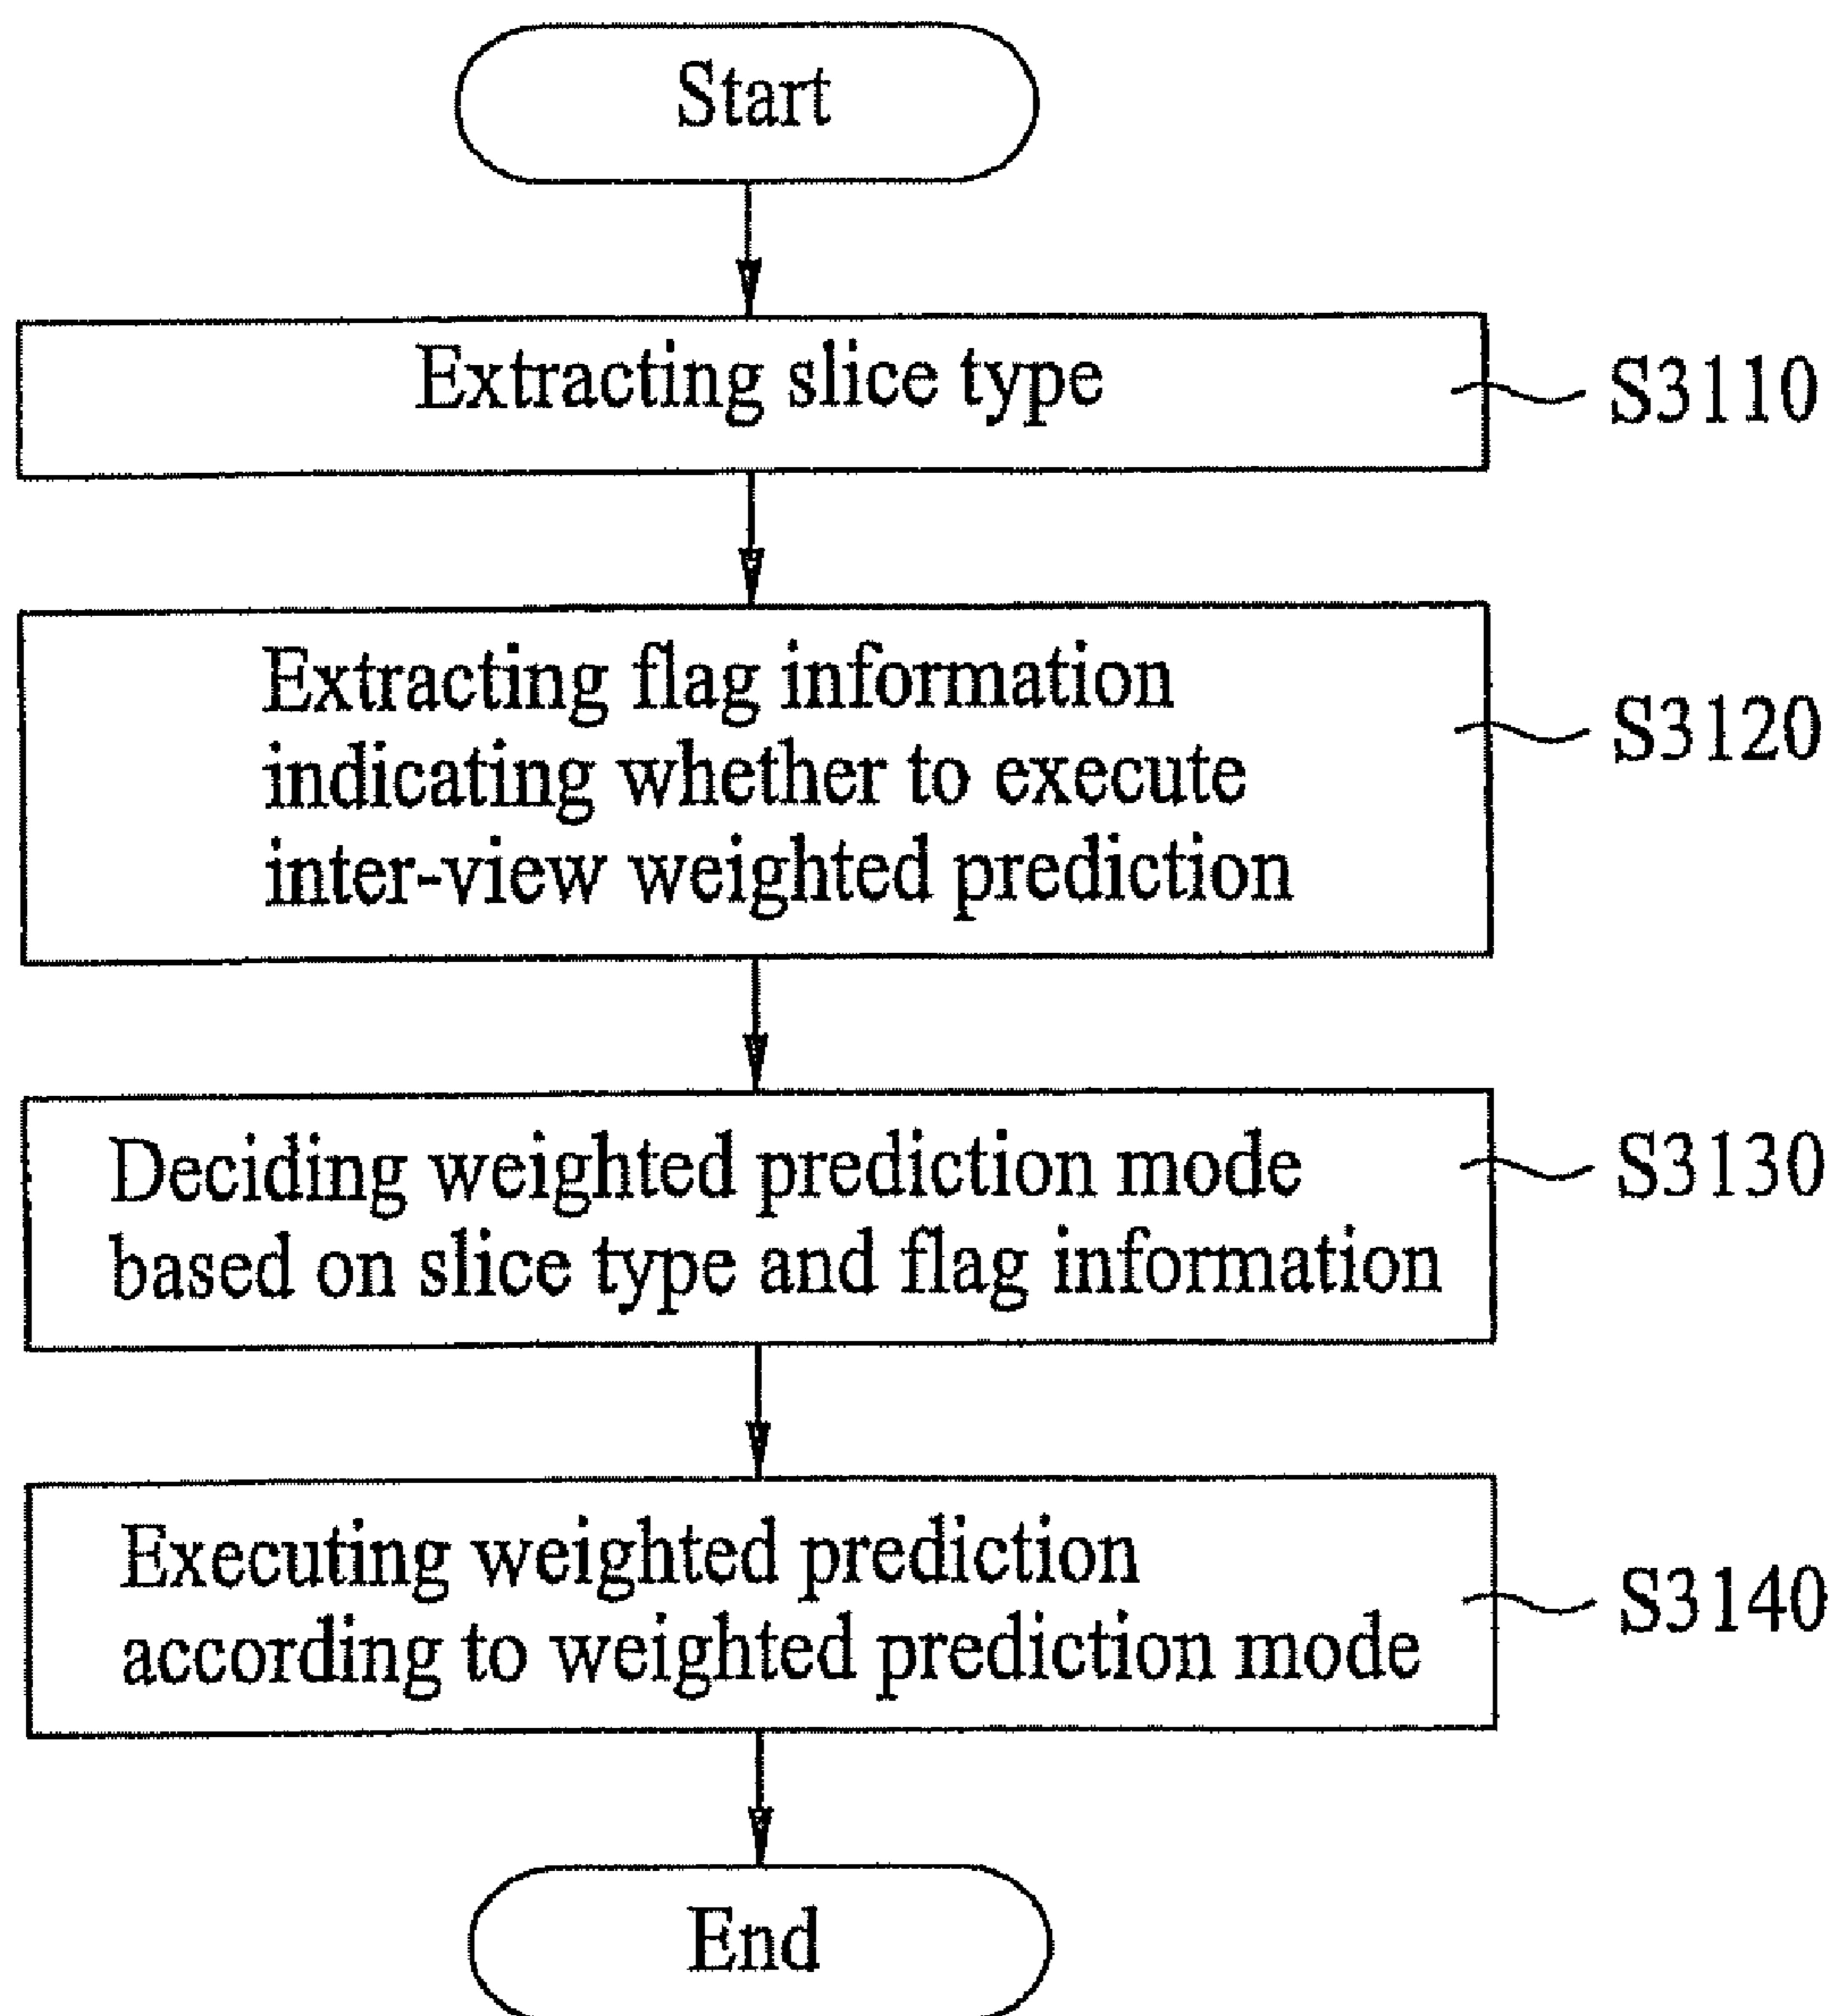 Start
Extracting slice type
S3110
Extracting flag information
indicating whether to execute
inter-view weighted prediction
S3120
Deciding weighted prediction mode
based on slice type and flag information
S3130
Executing weighted prediction
according to weighted prediction mode
S3140
End